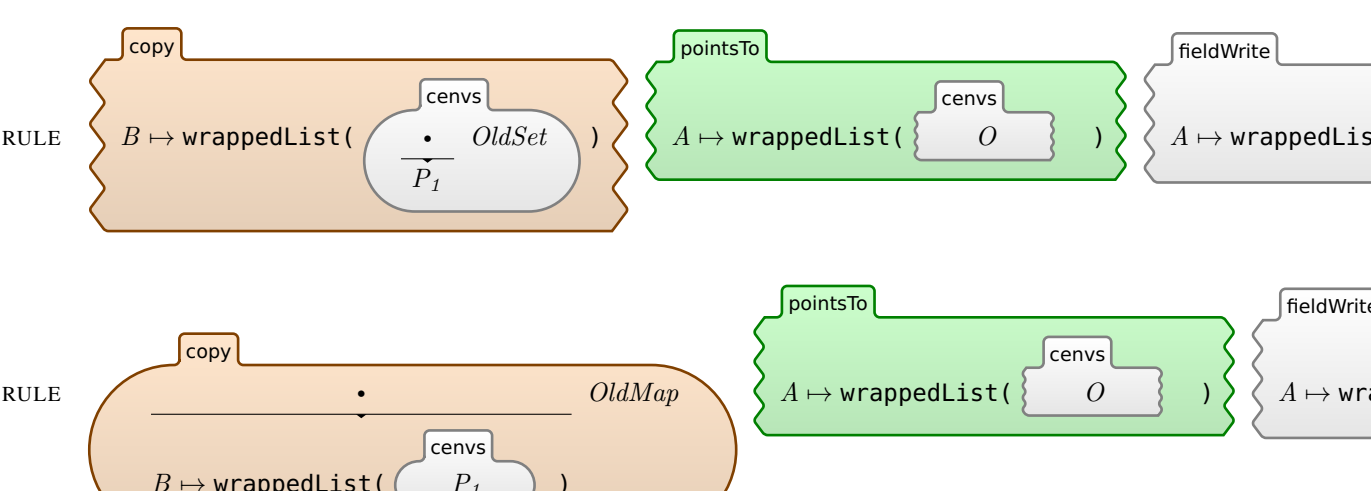 copy pointsTo fieldWrite
cenvs cenvs
RULE B ↦ wrappedList( • OldSet ) A ↦ wrappedList( O ) A ↦ wrappedLis
P₁
pointsTo fieldWrite
copy cenvs
RULE • OldMap A ↦ wrappedList( O ) A ↦ wra
cenvs
B ↦ wrappedList( P₁ )